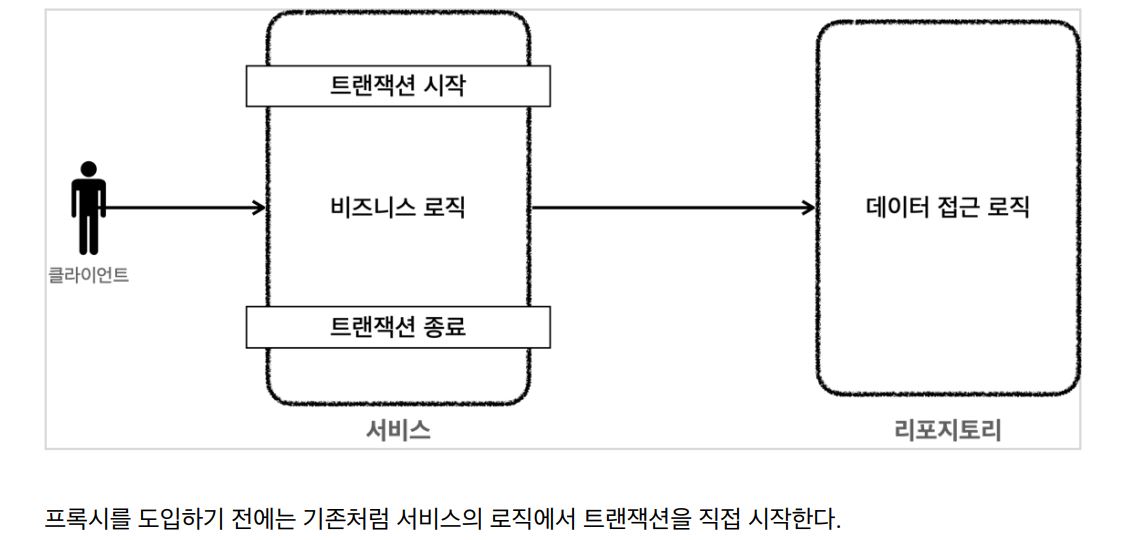 트랜잭션 시작
비즈니스 로직
데이터 접근 로직
클라이언트
트랜잭션 종료
서비스
리포지토리
프록시를 도입하기 전에는 기존처럼 서비스의 로직에서 트랜잭션을 직접 시작한다.